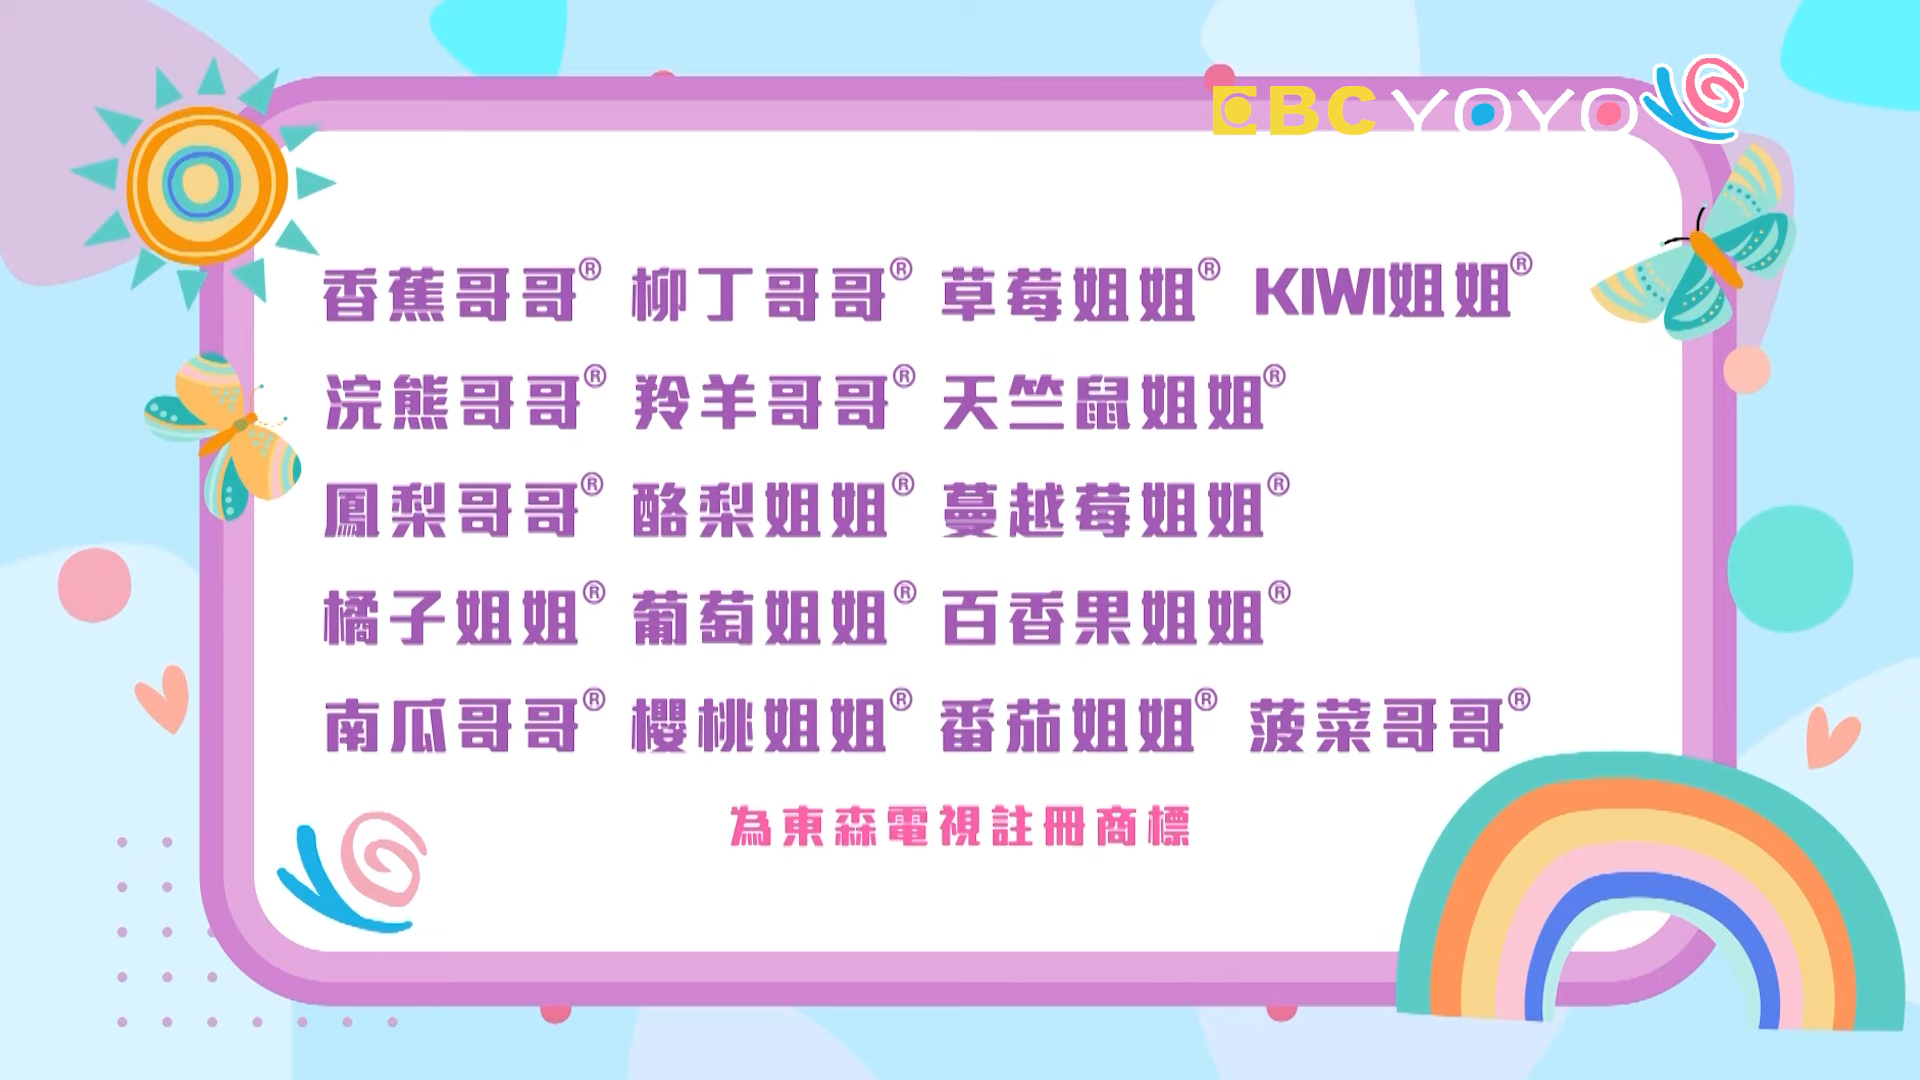 EBC YOYO
香蕉哥哥® 柳丁哥哥® 草莓姐姐® KIWI姐姐®
浣熊哥哥® 羚羊哥哥® 天竺鼠姐姐®
鳳梨哥哥® 酪梨姐姐® 蔓越莓姐姐®
橘子姐姐® 葡萄姐姐® 百香果姐姐®
南瓜哥哥® 櫻桃姐姐® 番茄姐姐® 菠菜哥哥®
為東森電視註冊商標